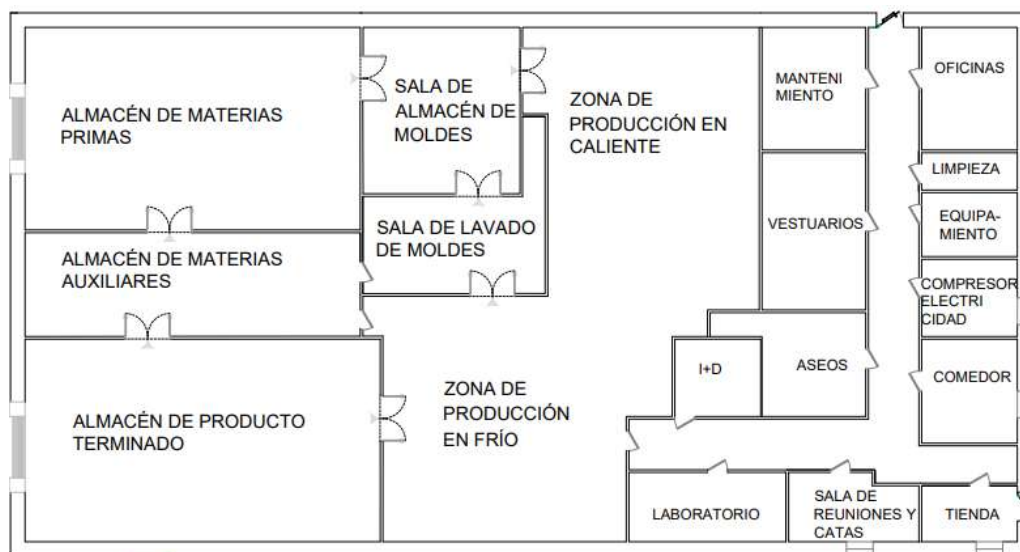 ALMACÉN DE MATERIAS
PRIMAS
SALA DE
ALMACÉN DE
MOLDES
ZONA DE
PRODUCCIÓN EN
CALIENTE
MANTENI
MIENTO
OFICINAS
LIMPIEZA
EQUIPA-
MIENTO
VESTUARIOS
SALA DE LAVADO
DE MOLDES
ALMACÉN DE MATERIAS
AUXILIARES
COMPRESOR
ELECTRI
CIDAD
ASEOS
I+D
COMEDOR
ZONA DE
PRODUCCIÓN
EN FRÍO
ALMACÉN DE PRODUCTO
TERMINADO
LABORATORIO
SALA DE
REUNIONES Y
CATAS
TIENDA